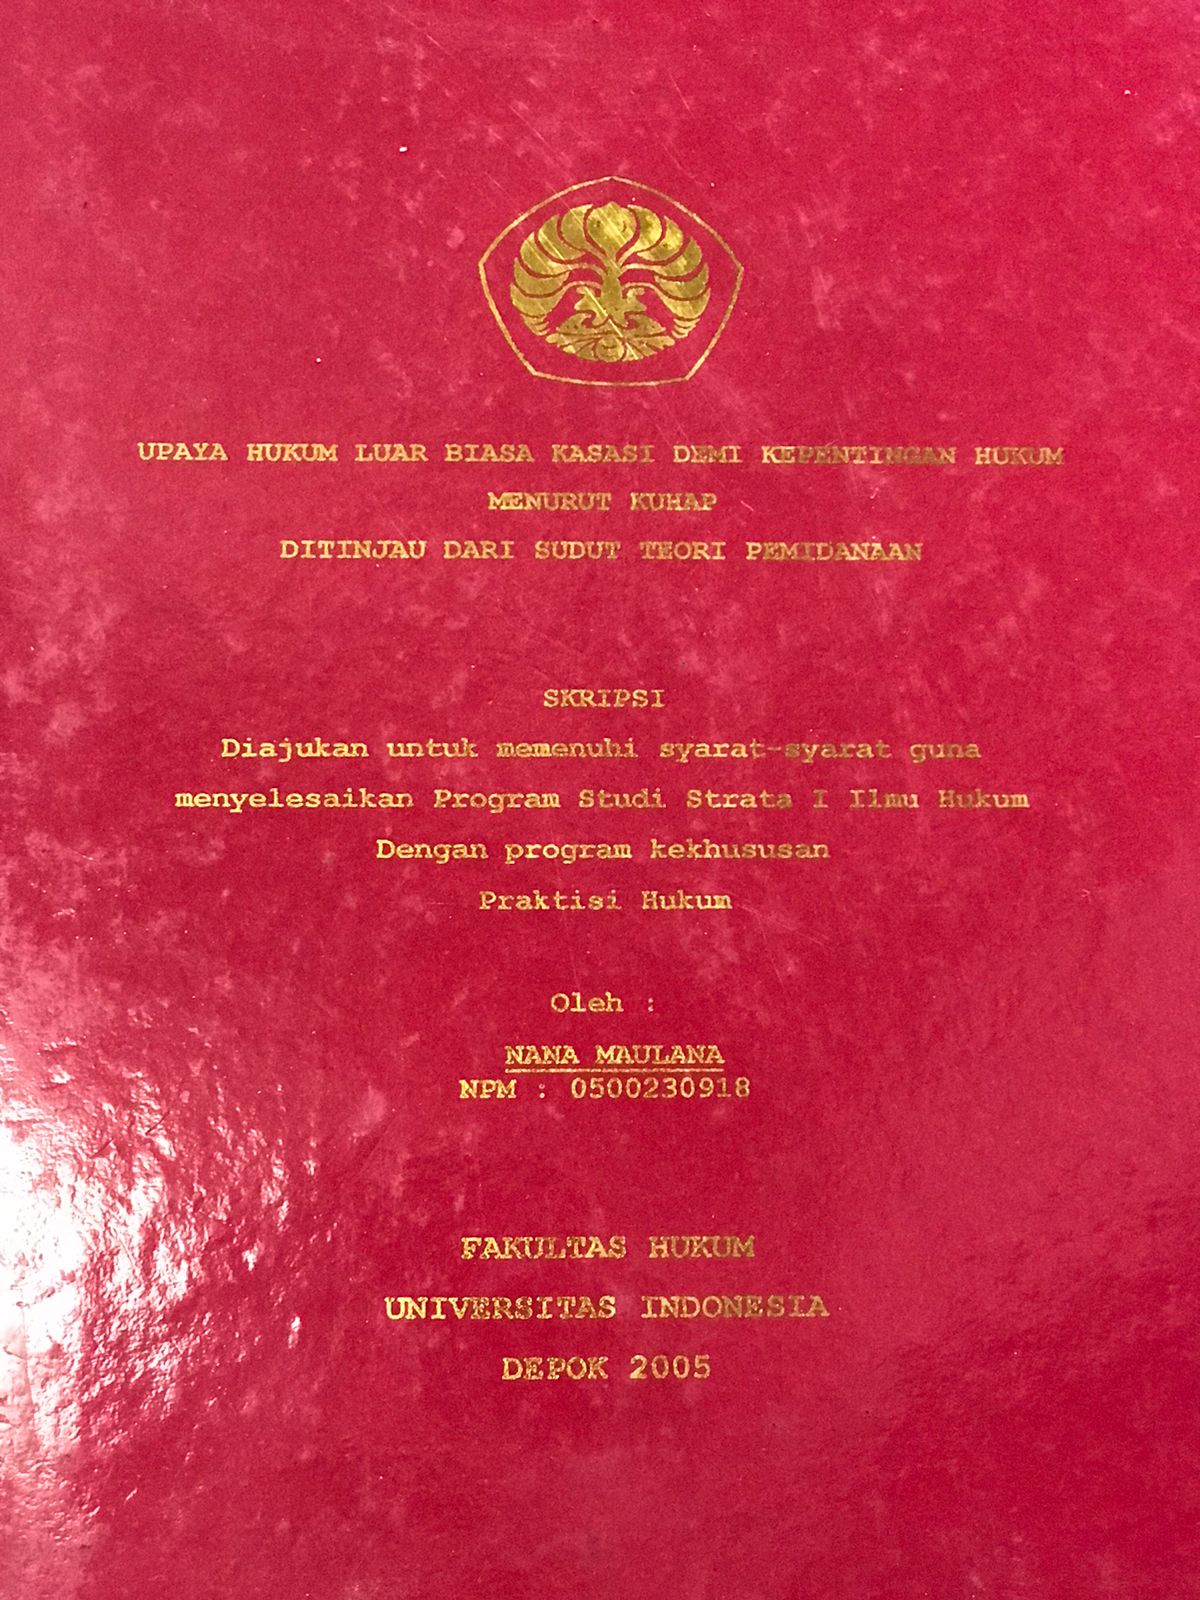 UPAYA HUKUM LUAR BIASA KASASI DEMI KEPENTINGAN HUKUM
MENURUT KUHAP
DITINJAU DARI SUDUT TEORI PEMIDANAAN
SKRIPSI
Diajukan untuk memenuhi syarat-syarat guna
menyelesaikan Program Studi Strata I Ilmu Hukum
Dengan program kekhususan
Praktisi Hukum
Oleh :
NANA MAULANA
NPM : 0500230918
FAKULTAS HUKUM
UNIVERSITAS INDONESIA
DEPOK 2005